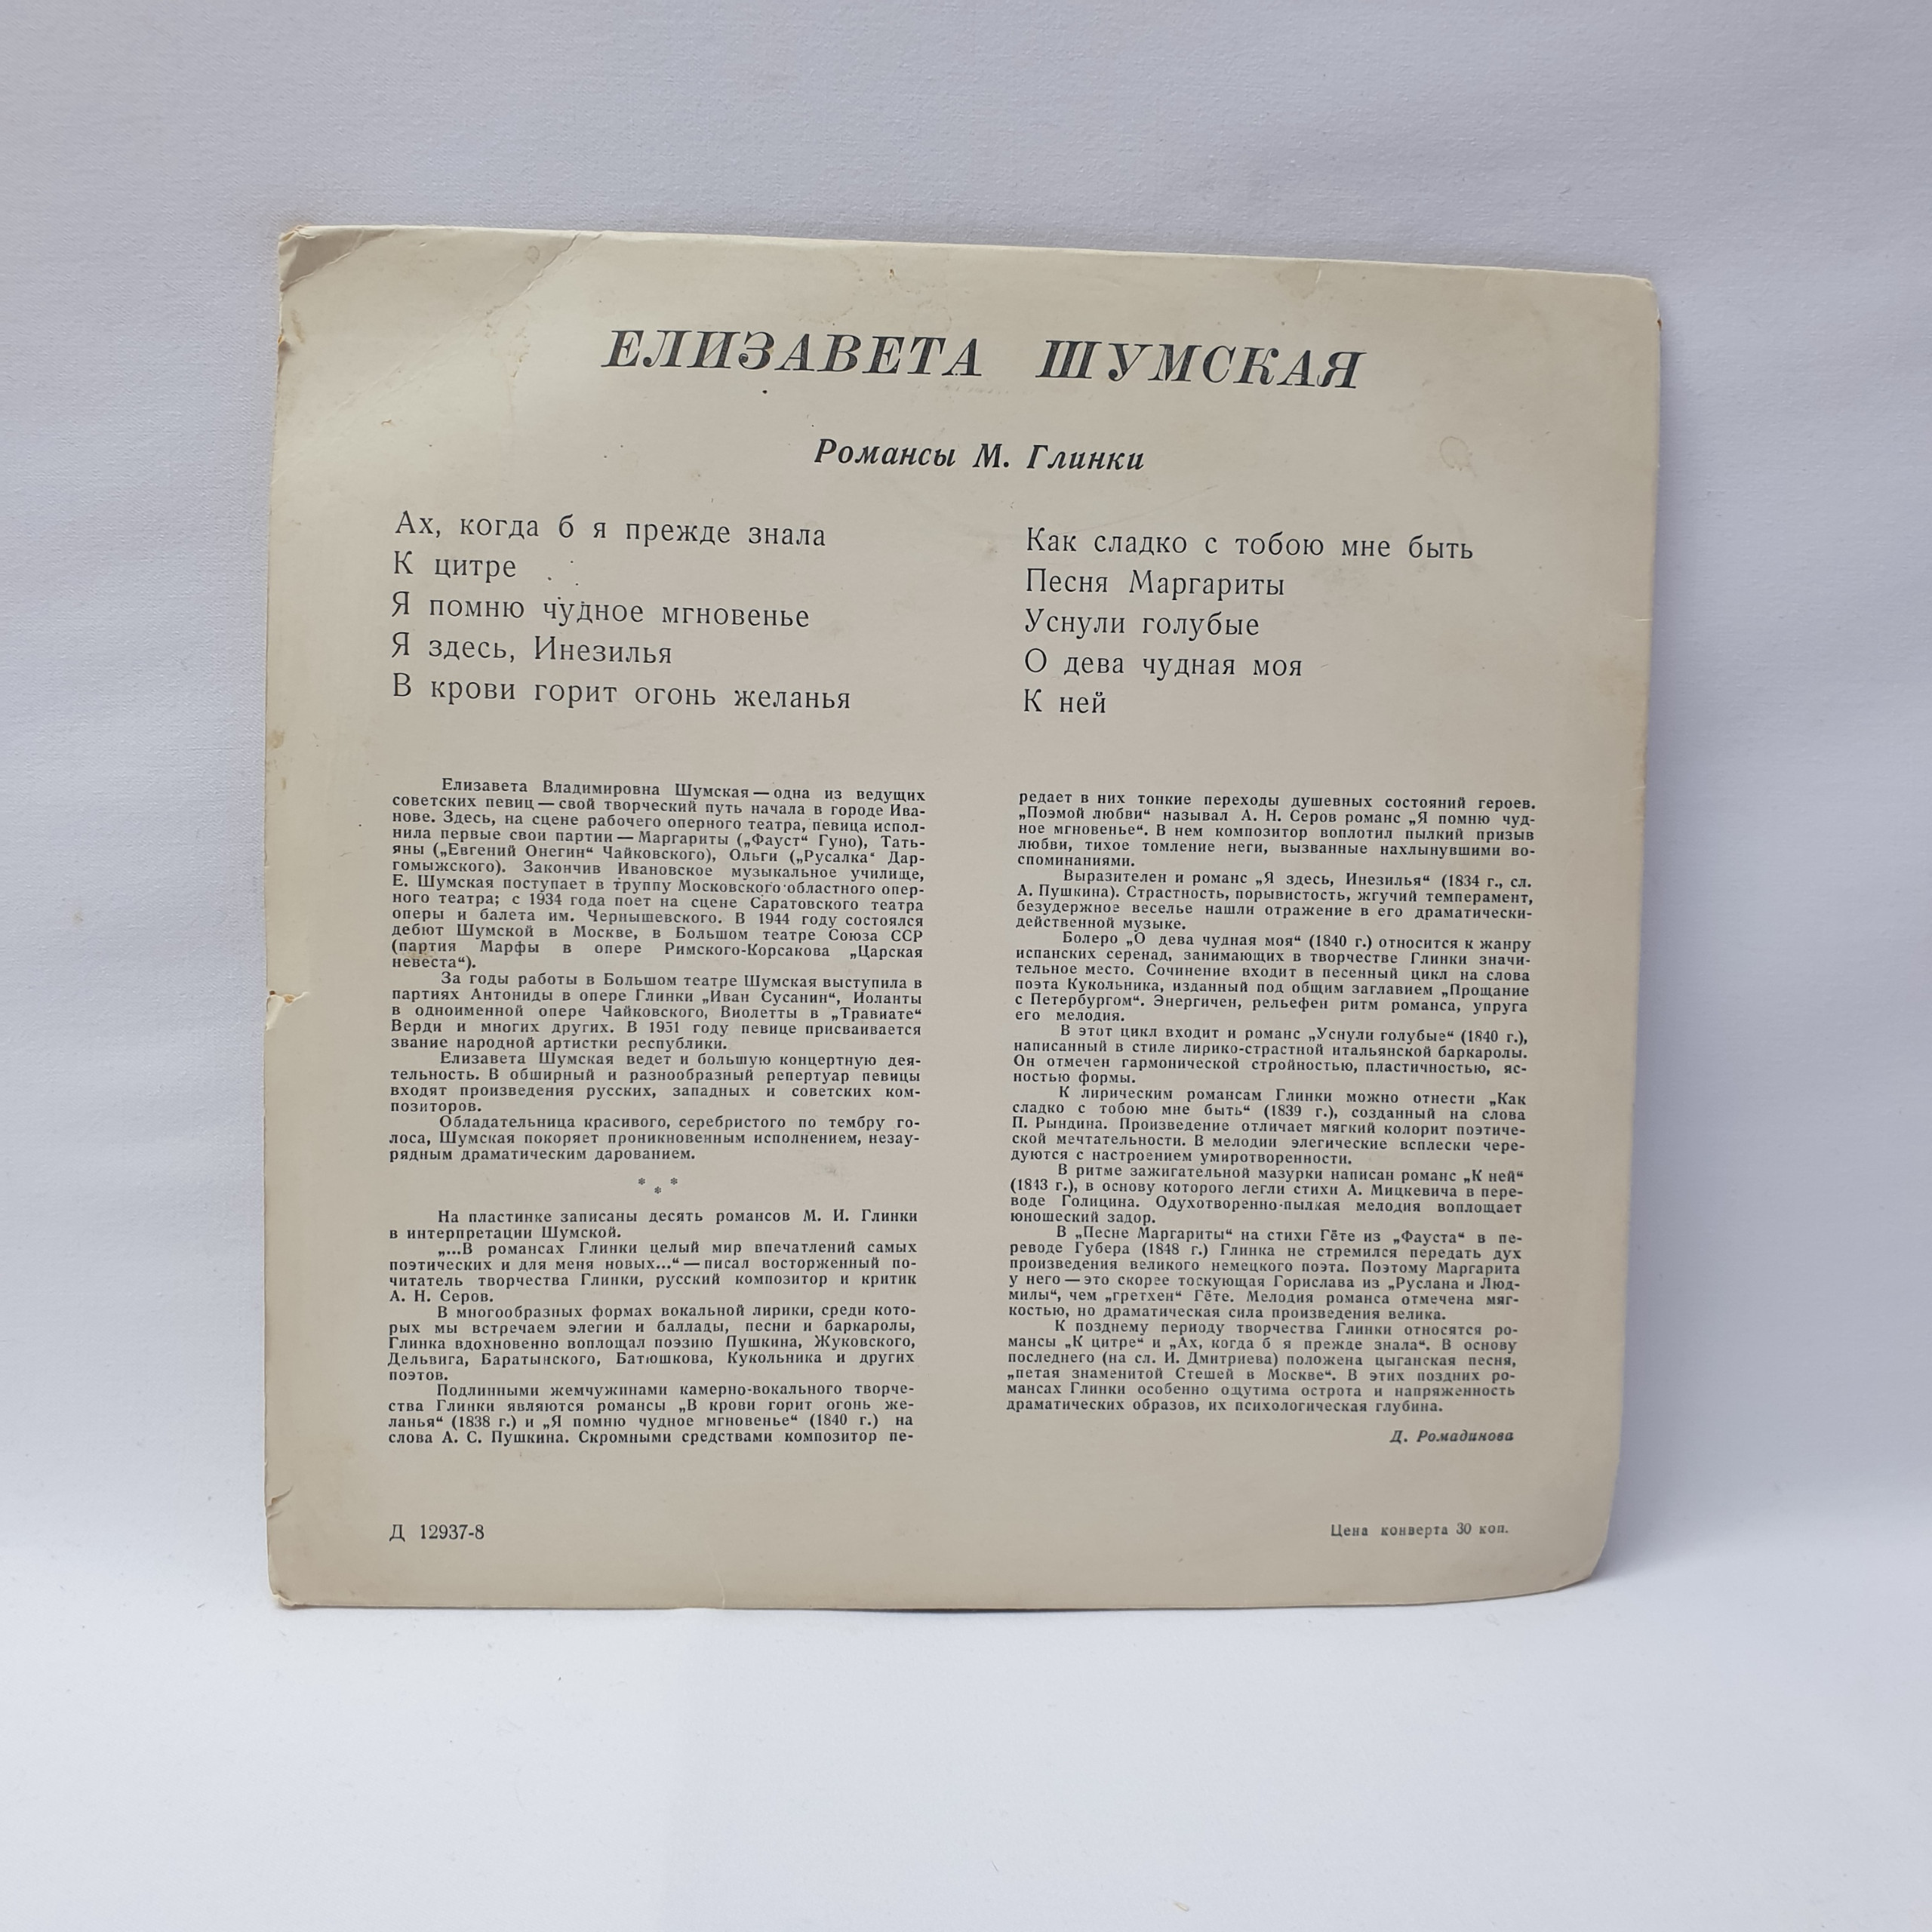 ЕЛИЗАВЕТА ШУМСКАЯ
Романсы М. Глинки
Ах, когда б я прежде знала
К цитре
Я помню чудное мгновенье
Я здесь, Инезилья
В крови горит огонь желанья
Как сладко с тобою мне быть
Песня Маргариты
Уснули голубые
О дева чудная моя
К ней
Елизавета Владимировна Шумская — одна из ведущих
советских певиц — свой творческий путь начала в городе Ива-
нове. Здесь, на сцене рабочего оперного театра, певица испол-
нила первые свои партии — Маргариты („Фауст“ Гуно), Тать-
яны („Евгений Онегин“ Чайковского), Ольги („Русалка“ Дар-
гомыжского). Закончив Ивановское музыкальное училище,
Е. Шумская поступает в труппу Московского областного опер-
ного театра; с 1934 года поет на сцене Саратовского театра
оперы и балета им. Чернышевского. В 1944 году состоялся
дебют Шумской в Москве, в Большом театре Союза ССР
(партия Марфы в опере Римского-Корсакова „Царская
невеста“).
За годы работы в Большом театре Шумская выступила в
партиях Антониды в опере Глинки „Иван Сусанин“, Иоланты
в одноименной опере Чайковского, Виолетты в „Травиате“
Верди и многих других. В 1951 году певице присваивается
звание народной артистки республики.
Елизавета Шумская ведет и большую концертную дея-
тельность. В обширный и разнообразный репертуар певицы
входят произведения русских, западных и советских ком-
позиторов.
Обладательница красивого, серебристого по тембру го-
лоса, Шумская покоряет проникновенным исполнением, незау-
рядным драматическим дарованием.
* * *
На пластинке записаны десять романсов М. И. Глинки
в интерпретации Шумской.
„...В романсах Глинки целый мир впечатлений самых
поэтических и для меня новых...“ — писал восторженный по-
читатель творчества Глинки, русский композитор и критик
А. Н. Серов.
В многообразных формах вокальной лирики, среди кото-
рых мы встречаем элегии и баллады, песни и баркаролы,
Глинка вдохновенно воплощал поэзию Пушкина, Жуковского,
Дельвига, Баратынского, Батюшкова, Кукольника и других
поэтов.
Подлинными жемчужинами камерно-вокального творче-
ства Глинки являются романсы „В крови горит огонь же-
ланья“ (1838 г.) и „Я помню чудное мгновенье“ (1840 г.) на
слова А. С. Пушкина. Скромными средствами композитор пе-
редает в них тонкие переходы душевных состояний героев.
„Поэмой любви“ называл А. Н. Серов романс „Я помню чуд-
ное мгновенье“. В нем композитор воплотил пылкий призыв
любви, тихое томление неги, вызванные нахлынувшими во-
споминаниями.
Выразителен и романс „Я здесь, Инезилья“ (1834 г., сл.
А. Пушкина). Страстность, порывистость, жгучий темперамент,
безудержное веселье нашли отражение в его драматически-
действенной музыке.
Болеро „О дева чудная моя“ (1840 г.) относится к жанру
испанских серенад, занимающих в творчестве Глинки значи-
тельное место. Сочинение входит в песенный цикл на слова
поэта Кукольника, изданный под общим заглавием „Прощание
с Петербургом“. Энергичен, рельефен ритм романса, упруга
его мелодия.
В этот цикл входит и романс „Уснули голубые“ (1840 г.),
написанный в стиле лирико-страстной итальянской баркаролы.
Он отмечен гармонической стройностью, пластичностью, яс-
ностью формы.
К лирическим романсам Глинки можно отнести „Как
сладко с тобою мне быть“ (1839 г.), созданный на слова
П. Рындина. Произведение отличает мягкий колорит поэтиче-
ской мечтательности. В мелодии элегические всплески чере-
дуются с настроением умиротворенности.
В ритме зажигательной мазурки написан романс „К ней“
(1843 г.), в основу которого легли стихи А. Мицкевича в пере-
воде Голицина. Одухотворенно-пылкая мелодия воплощает
юношеский задор.
В „Песне Маргариты“ на стихи Гёте из „Фауста“ в пе-
реводе Губера (1848 г.) Глинка не стремился передать дух
произведения великого немецкого поэта. Поэтому Маргарита
у него — это скорее тоскующая Горислава из „Руслана и Люд-
милы“, чем „гретхен“ Гёте. Мелодия романса отмечена мяг-
костью, но драматическая сила произведения велика.
К позднему периоду творчества Глинки относятся ро-
мансы „К цитре“ и „Ах, когда б я прежде знала“. В основу
последнего (на сл. И. Дмитриева) положена цыганская песня,
„петая знаменитой Стешей в Москве“. В этих поздних ро-
мансах Глинки особенно ощутима острота и напряженность
драматических образов, их психологическая глубина.
Д. Ромадинова
Д 12937-8
Цена конверта 30 коп.